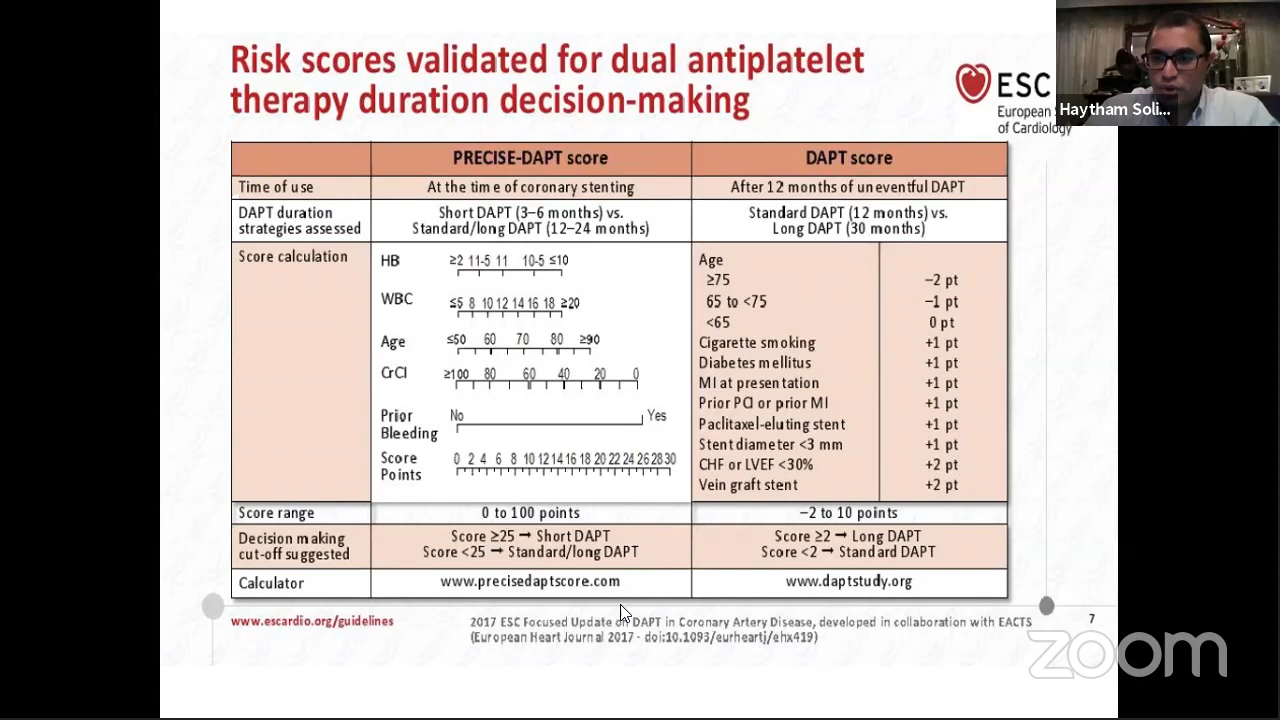 Risk scores validated for dual antiplatelet
therapy duration decision-making
ESC
European
of Cardiology
Haytham Soli...
PRECISE-DAPT score
DAPT score
Time of use
At the time of coronary stenting
After 12 months of uneventful DAPT
DAPT duration
strategies assessed
Short DAPT (3–6 months) vs.
Standard/long DAPT (12–24 months)
Standard DAPT (12 months) vs.
Long DAPT (30 months)
Score calculation
HB
≥2 11-5 11 10-5 ≤10
WBC
≤5 8 10 12 14 16 18 ≥20
Age
≤50 60 70 80 ≥90
CrCl
≥100 80 60 40 20 0
Prior
Bleeding
No Yes
Score
Points
0 2 4 6 8 10 12 14 16 18 20 22 24 26 28 30
Age
≥75 –2 pt
65 to <75 –1 pt
<65 0 pt
Cigarette smoking +1 pt
Diabetes mellitus +1 pt
MI at presentation +1 pt
Prior PCI or prior MI +1 pt
Paclitaxel-eluting stent +1 pt
Stent diameter <3 mm +1 pt
CHF or LVEF <30% +2 pt
Vein graft stent +2 pt
Score range
0 to 100 points
–2 to 10 points
Decision making
cut-off suggested
Score ≥25 → Short DAPT
Score <25 → Standard/long DAPT
Score ≥2 → Long DAPT
Score <2 → Standard DAPT
Calculator
www.precisedaptscore.com
www.daptstudy.org
www.escardio.org/guidelines
2017 ESC Focused Update on DAPT in Coronary Artery Disease, developed in collaboration with EACTS
(European Heart Journal 2017 - doi:10.1093/eurheartj/ehx419)
7
zoom